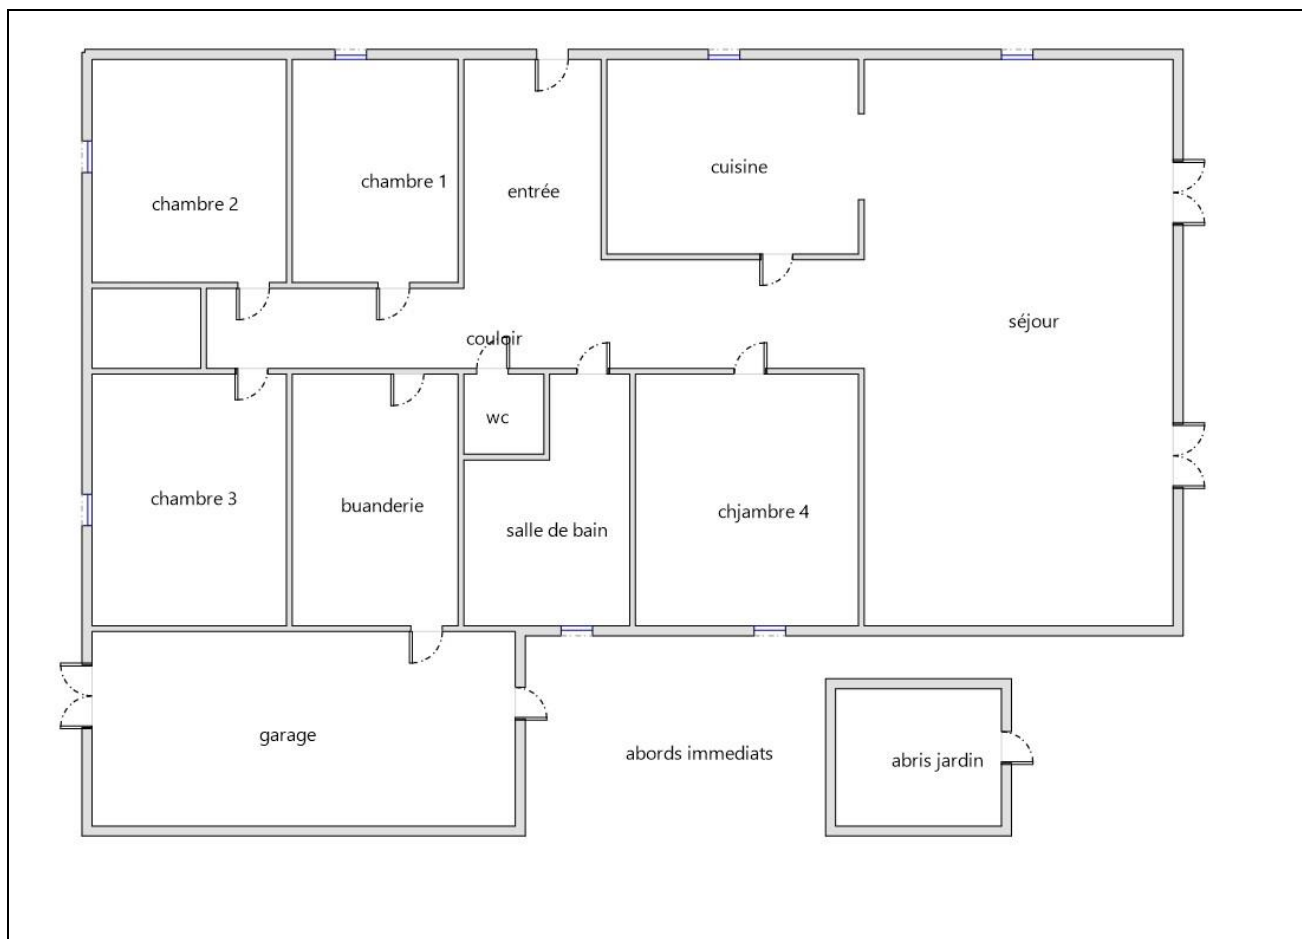 cuisine
chambre 1
entrée
chambre 2
séjour
couloir
wc
chambre 3
buanderie
chjambre 4
salle de bain
garage
abords immediats
abris jardin